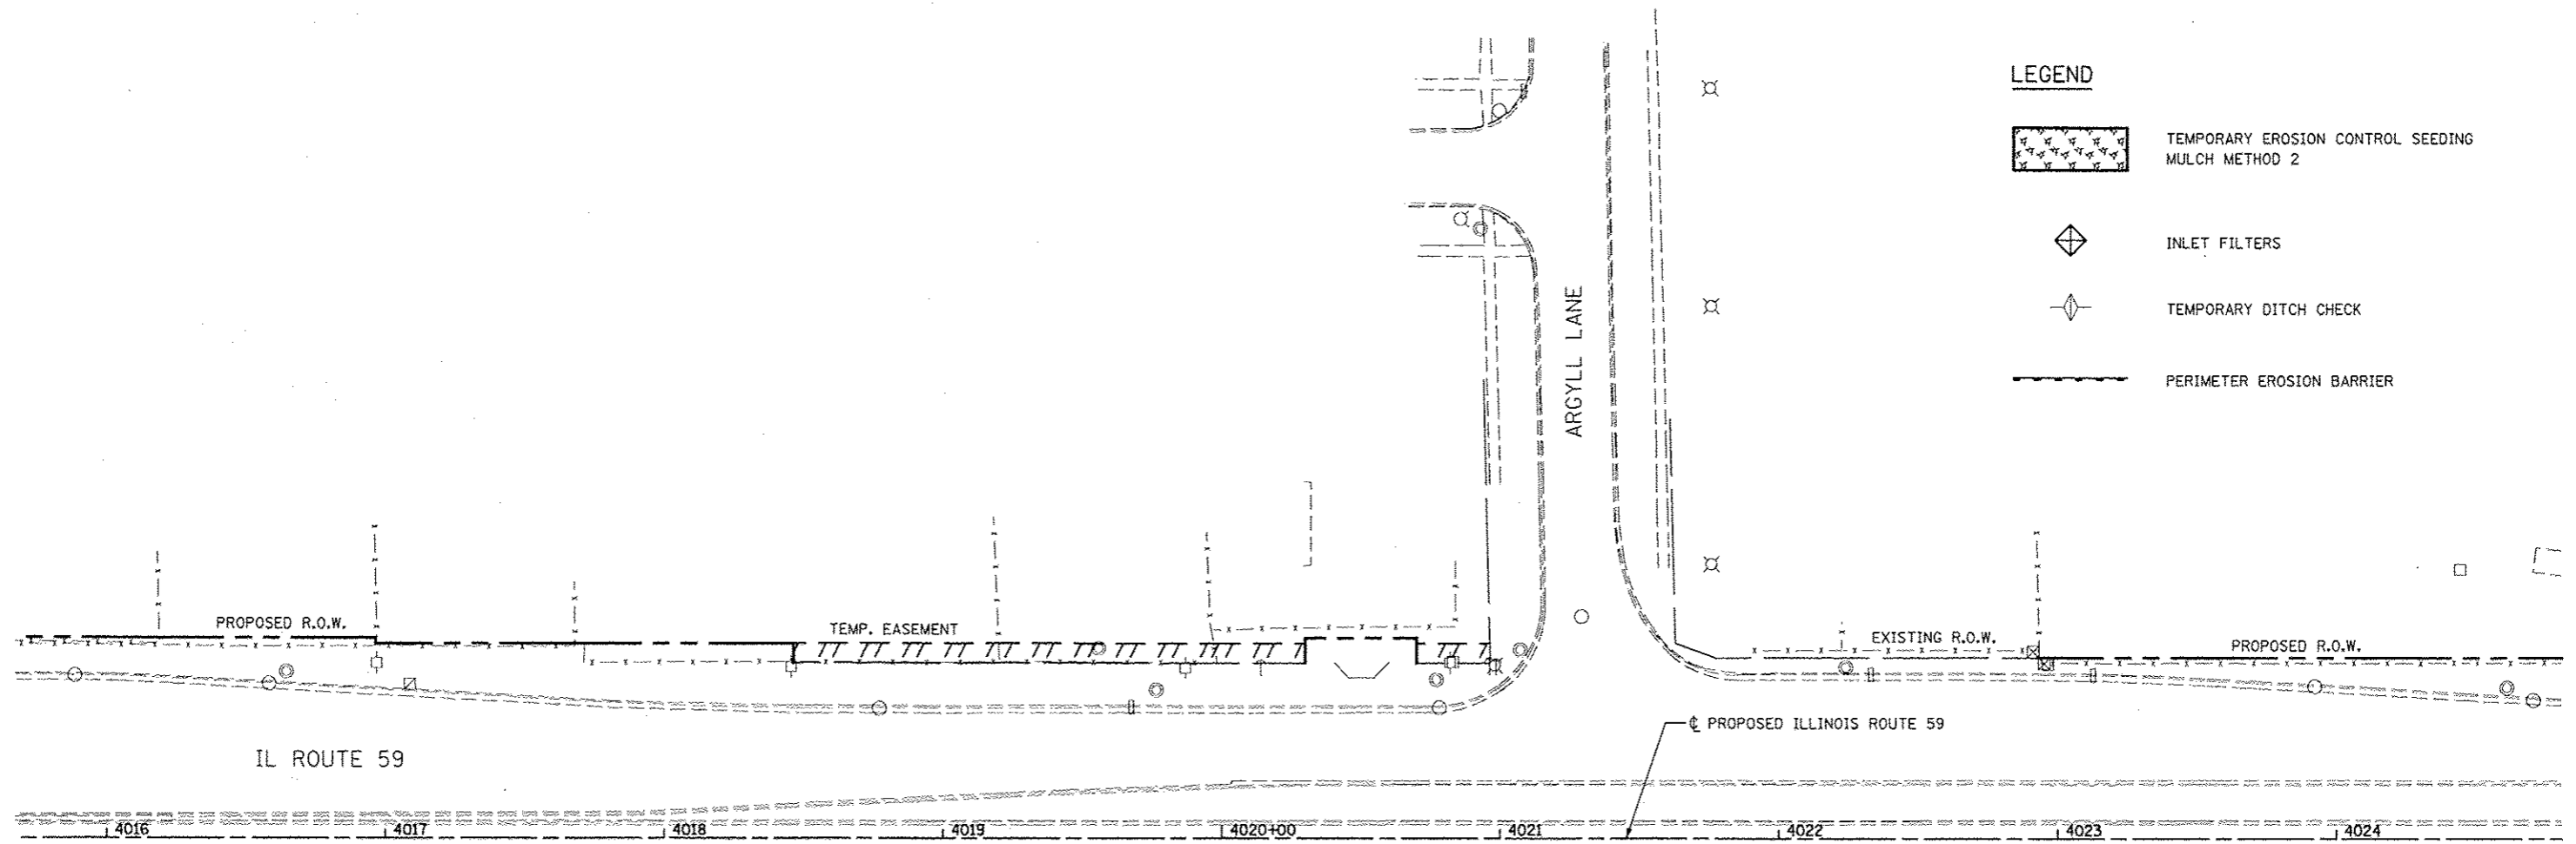 LEGEND
TEMPORARY EROSION CONTROL SEEDING
MULCH METHOD 2
INLET FILTERS
TEMPORARY DITCH CHECK
PERIMETER EROSION BARRIER
ARGYLL LANE
PROPOSED R.O.W.
TEMP. EASEMENT
EXISTING R.O.W.
PROPOSED R.O.W.
℄ PROPOSED ILLINOIS ROUTE 59
IL ROUTE 59
4016
4017
4018
4019
4020+00
4021
4022
4023
4024